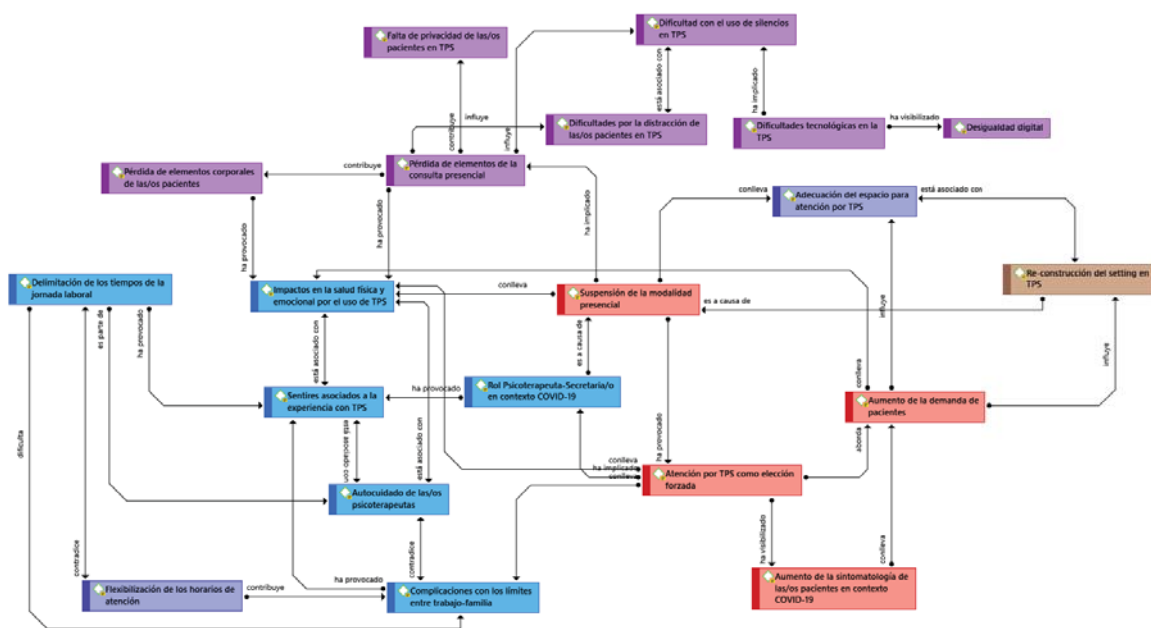 Falta de privacidad de las/os
pacientes en TPS
Dificultad con el uso de silencios
en TPS
contribuye
influye
influye
está asociado con
ha implicado
Dificultades por la distracción de
las/os pacientes en TPS
Dificultades tecnológicas en la
TPS
ha visibilizado
Desigualdad digital
Pérdida de elementos corporales
de las/os pacientes
contribuye
Pérdida de elementos de la
consulta presencial
conlleva
Adecuación del espacio para
atención por TPS
está asociado con
ha provocado
ha provocado
ha implicado
Delimitación de los tiempos de la
jornada laboral
Impactos en la salud física y
emocional por el uso de TPS
conlleva
Suspensión de la modalidad
presencial
es a causa de
Re-construcción del setting en
TPS
es parte de
ha provocado
está asociado con
es a causa de
influye
conlleva
influye
Sentires asociados a la
experiencia con TPS
ha provocado
Rol Psicoterapeuta-Secretaria/o
en contexto COVID-19
Aumento de la demanda de
pacientes
dificulta
está asociado con
está asociado con
ha provocado
aborda
conlleva
ha implicado
conlleva
Atención por TPS como elección
forzada
Autocuidado de las/os
psicoterapeutas
contradice
contradice
ha visibilizado
conlleva
Flexibilización de los horarios de
atención
contribuye
ha provocado
Complicaciones con los límites
entre trabajo-familia
Aumento de la sintomatología de
las/os pacientes en contexto
COVID-19